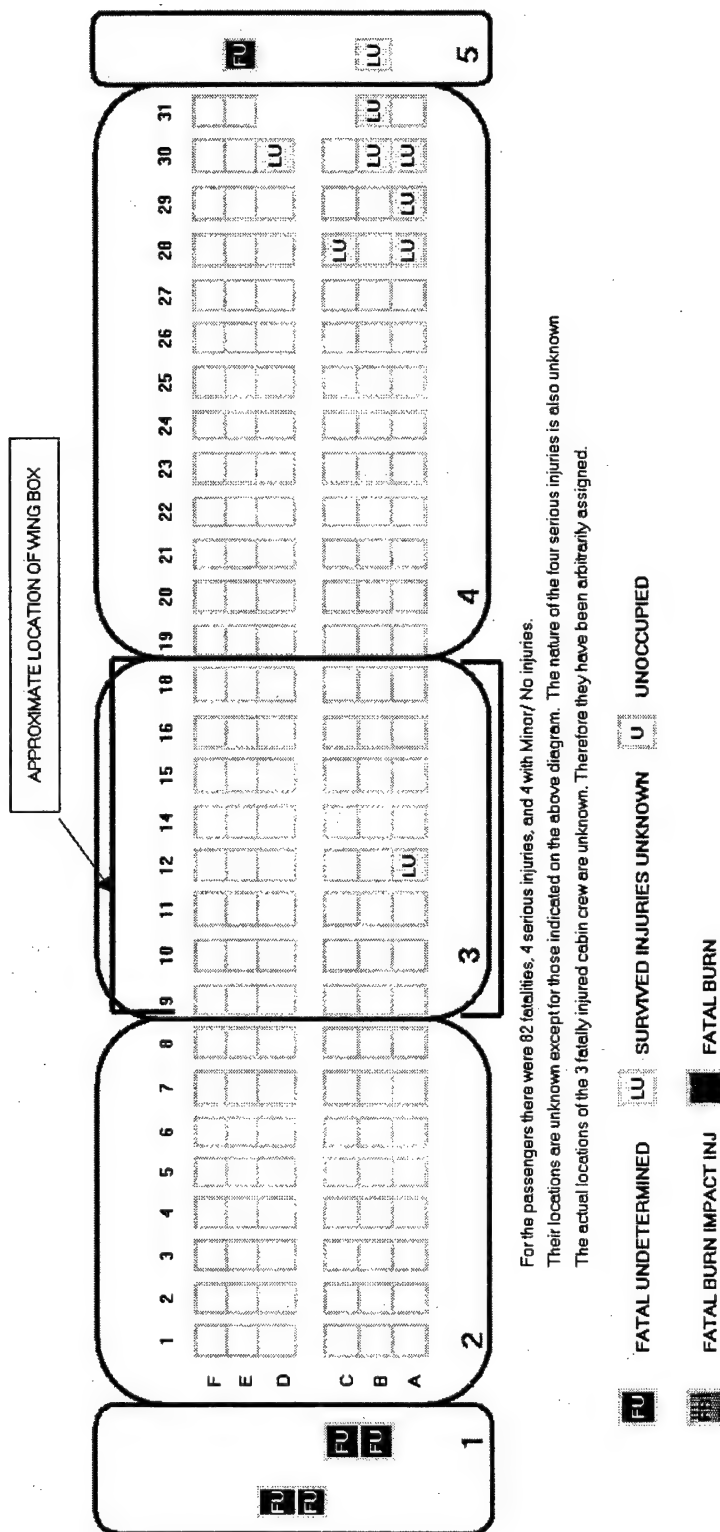 APPROXIMATE LOCATION OF WING BOX
1 2 3 4 5 6 7 8 9 10 11 12 14 15 16 18 19 20 21 22 23 24 25 26 27 28 29 30 31
F
E FU
FU D LU
FU
FU C LU
FU B LU LU LU
A LU LU LU LU
1 2 3 4 5
For the passengers there were 82 fatalities, 4 serious injuries, and 4 with Minor/ No injuries.
Their locations are unknown except for those indicated on the above diagram. The nature of the four serious injuries is also unknown
The actual locations of the 3 fatally injured cabin crew are unknown. Therefore they have been arbitrarily assigned.
FU FATAL UNDETERMINED LU SURVIVED INJURIES UNKNOWN U UNOCCUPIED
FATAL BURN IMPACT INJ FATAL BURN